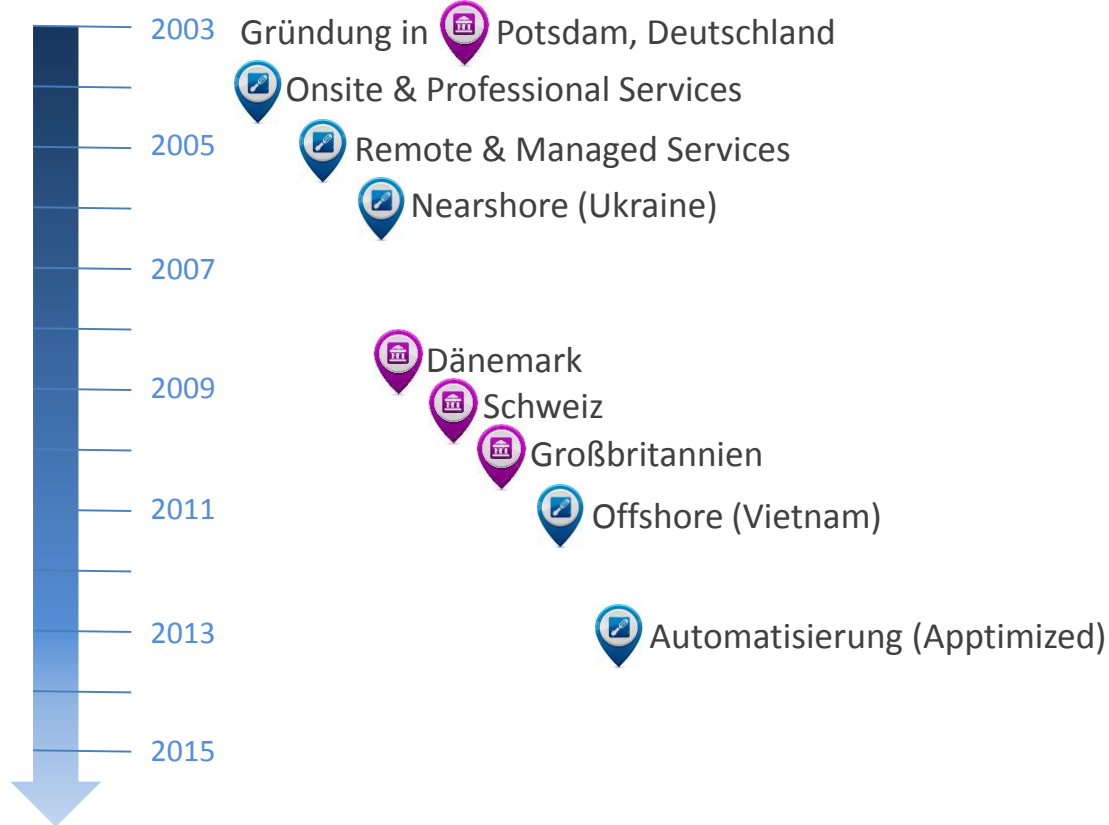 2003 Gründung in Potsdam, Deutschland
Onsite & Professional Services
2005 Remote & Managed Services
Nearshore (Ukraine)
2007
Dänemark
2009
Schweiz
Großbritannien
2011 Offshore (Vietnam)
2013 Automatisierung (Apptimized)
2015